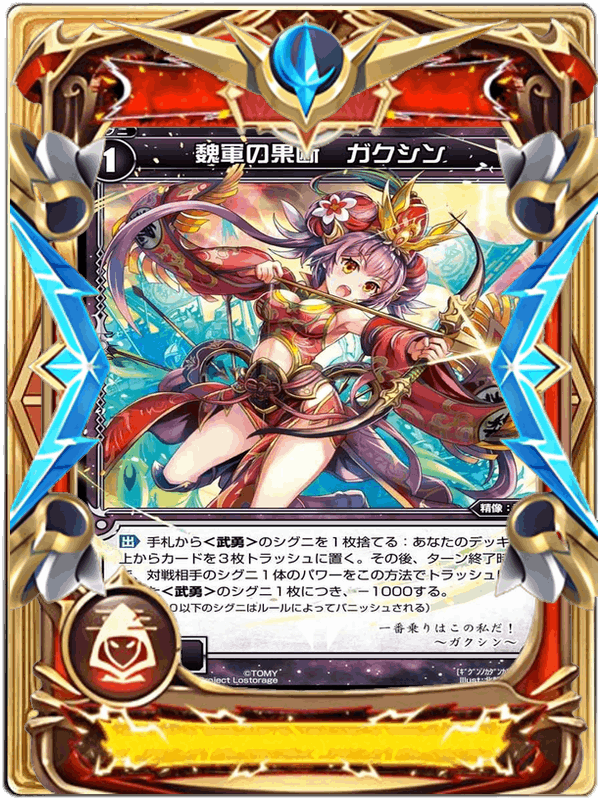 グニ
1
魏軍の果断 ガクシン
精像：
出 手札から＜武勇＞のシグニを１枚捨てる：あなたのデッキ
上からカードを３枚トラッシュに置く。その後、ターン終了時
、対戦相手のシグニ１体のパワーをこの方法でトラッシュに
＜武勇＞のシグニ１枚につき、－1000する。
０以下のシグニはルールによってバニッシュされる）
一番乗りはこの私だ！
～ガクシン～
©TOMY
roject Lostorage
Illust: